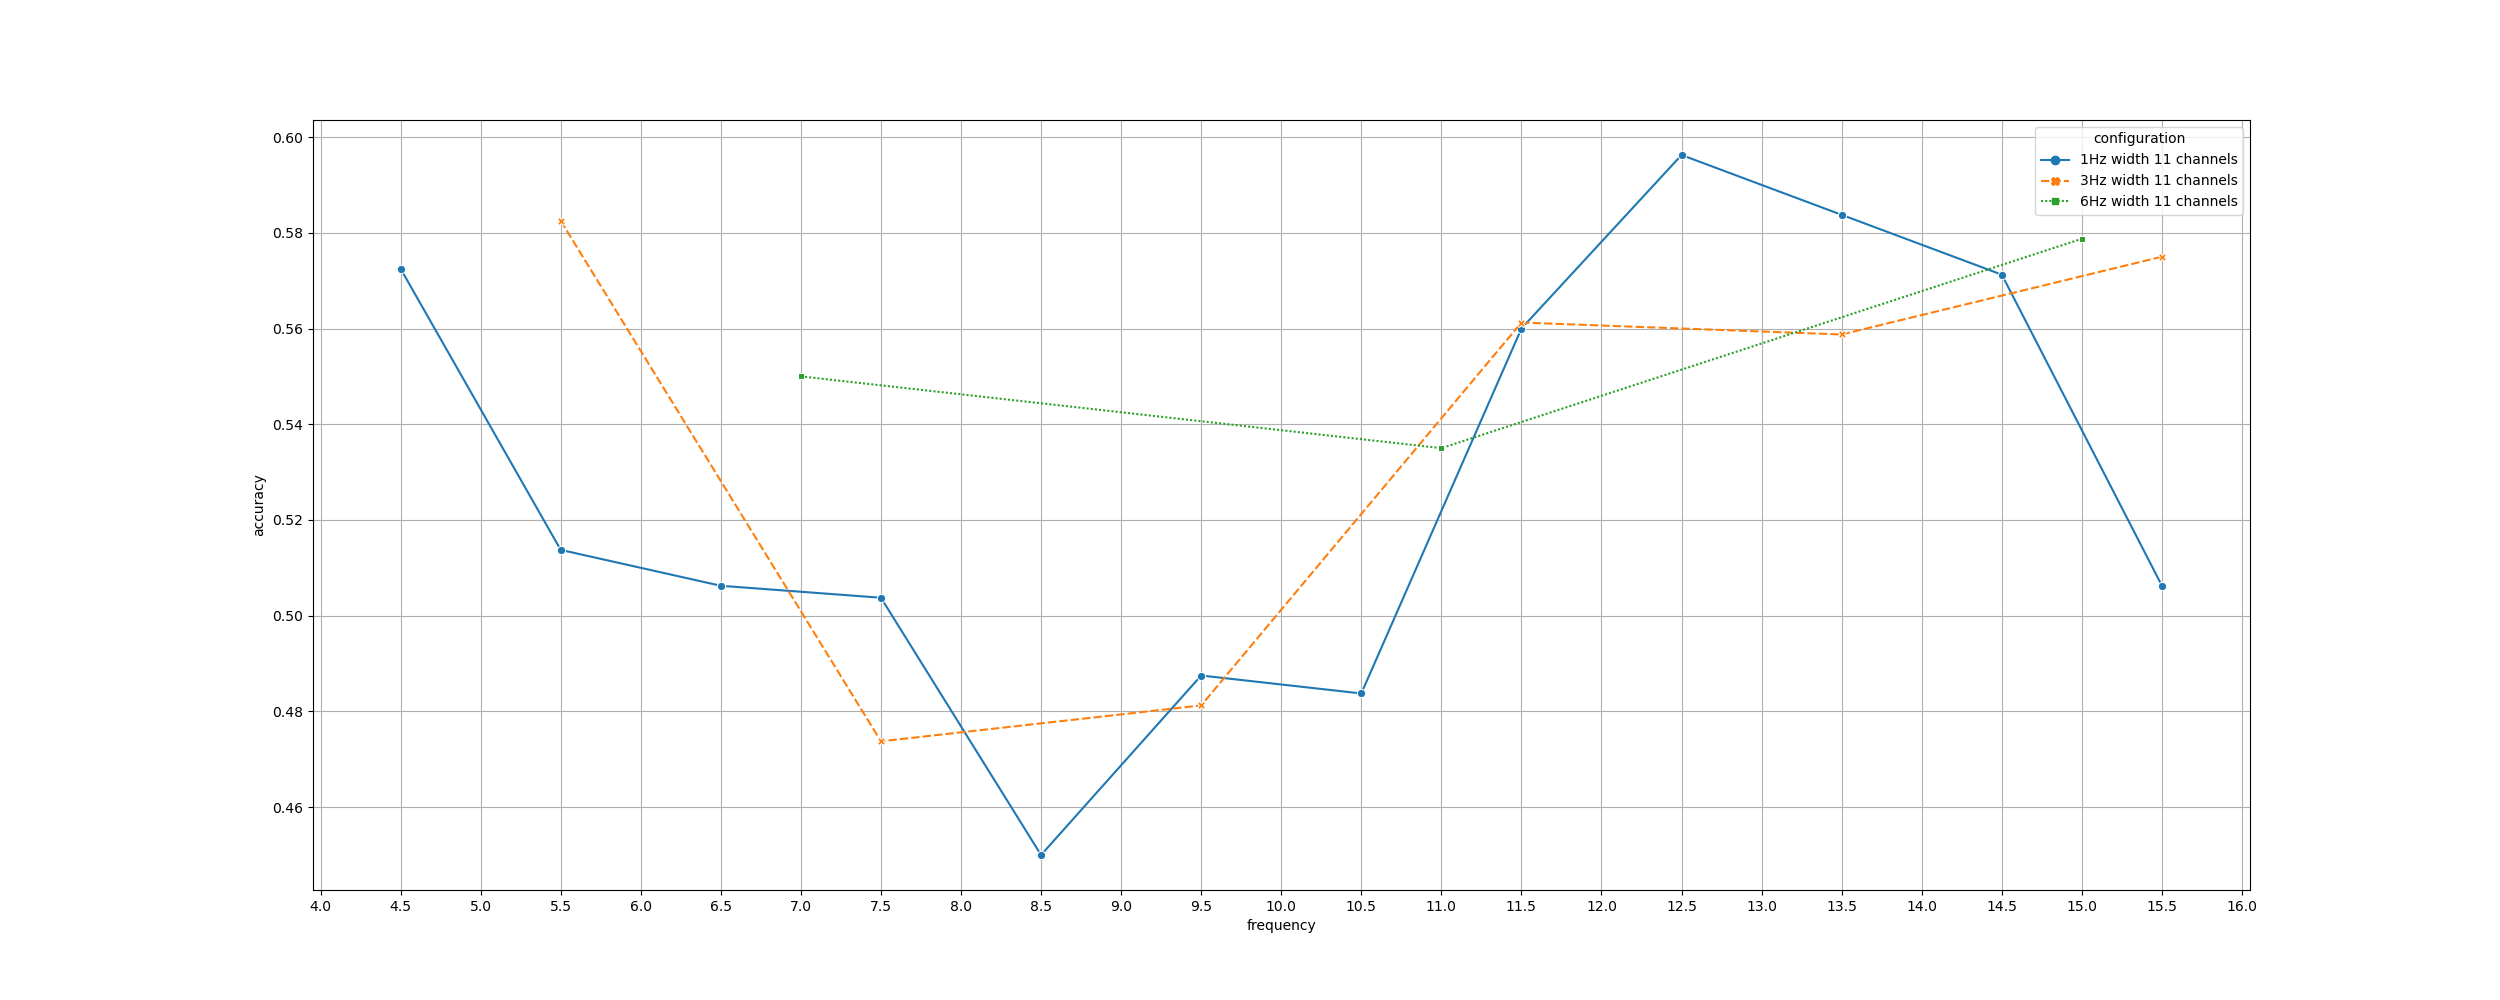 configuration
1Hz width 11 channels
3Hz width 11 channels
6Hz width 11 channels
0.60
0.58
0.56
0.54
0.52
0.50
0.48
0.46
accuracy
4.0 4.5 5.0 5.5 6.0 6.5 7.0 7.5 8.0 8.5 9.0 9.5 10.0 10.5 11.0 11.5 12.0 12.5 13.0 13.5 14.0 14.5 15.0 15.5 16.0
frequency